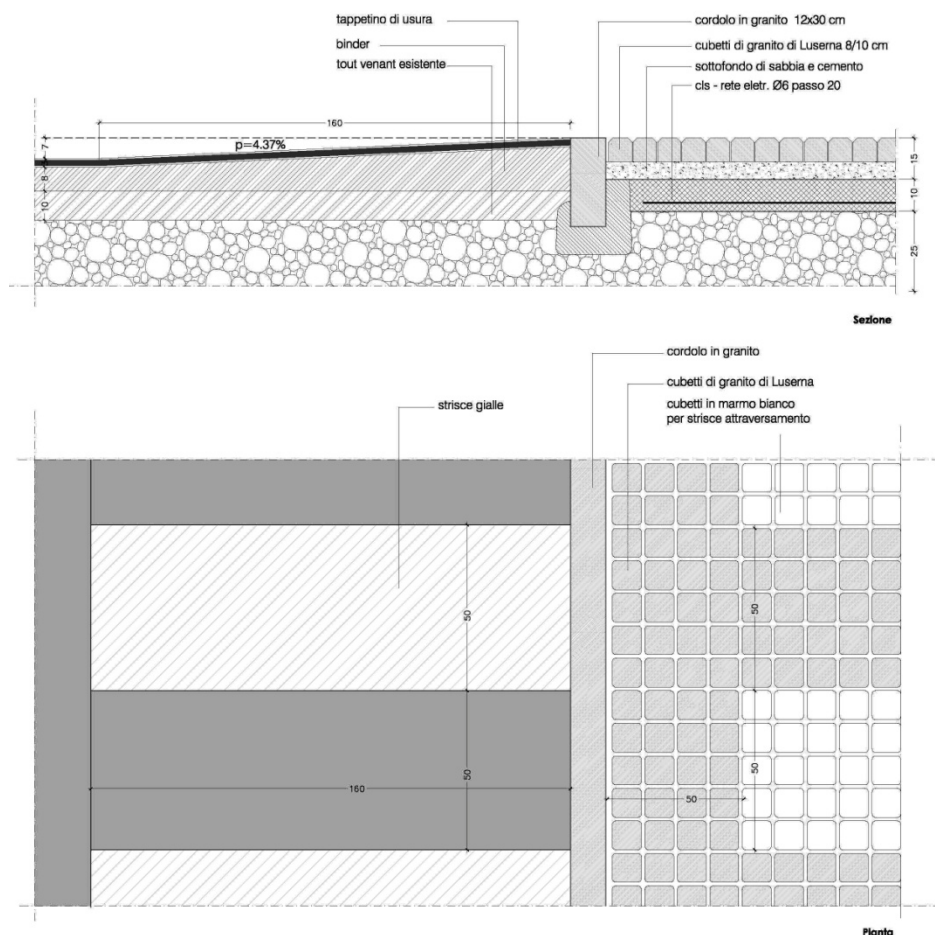 tappetino di usura
binder
tout venant esistente
cordolo in granito 12x30 cm
cubetti di granito di Luserna 8/10 cm
sottofondo di sabbia e cemento
cls - rete eletr. Ø6 passo 20
160
p=4.37%
7
8
10
15
10
25
Sezione
cordolo in granito
cubetti di granito di Luserna
cubetti in marmo bianco
per strisce attraversamento
strisce gialle
50
50
50
50
160
50
Pianta